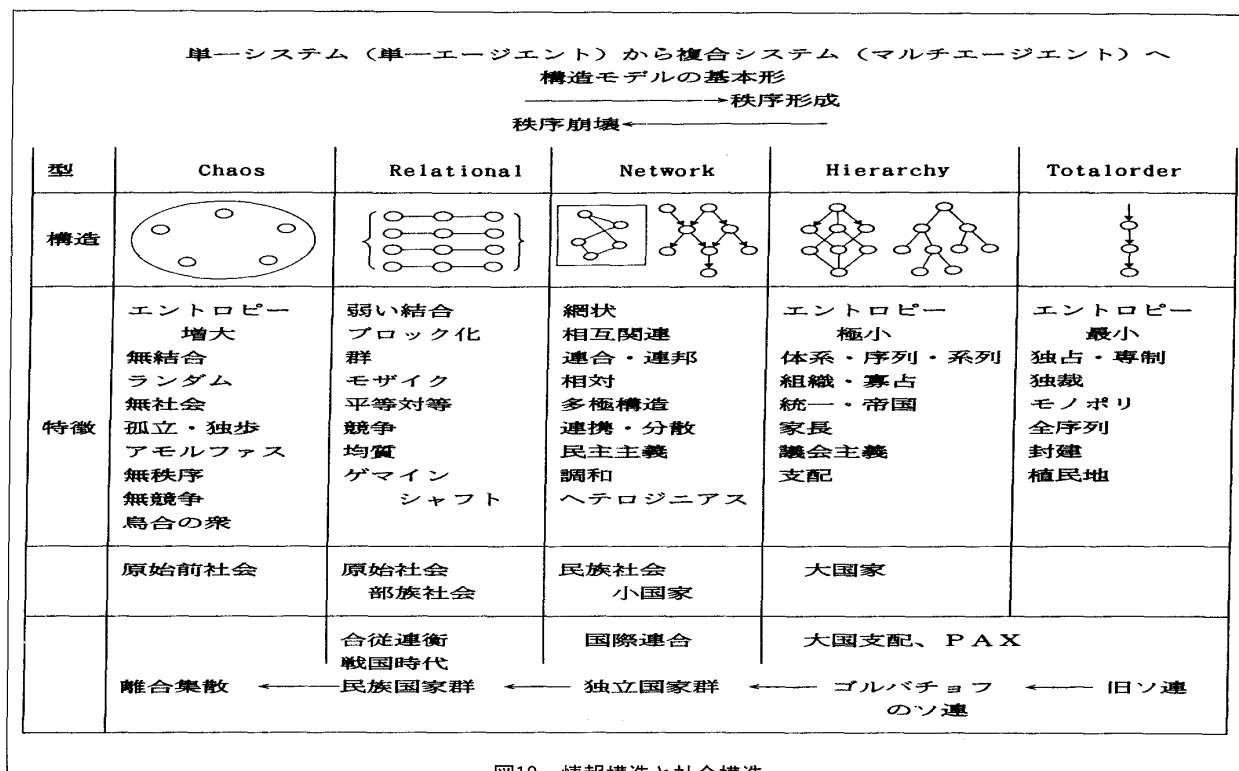 単一システム（単一エージェント）から複合システム（マルチエージェント）へ
構造モデルの基本形
→秩序形成
秩序崩壊←
型 Chaos Relational Network Hierarchy Totalorder
構造
特徴
エントロピー
増大
無結合
ランダム
無社会
孤立・独歩
アモルファス
無秩序
無競争
烏合の衆
弱い結合
ブロック化
群
モザイク
平等対等
競争
均質
ゲマイン
シャフト
網状
相互関連
連合・連邦
相対
多極構造
連携・分散
民主主義
調和
ヘテロジニアス
エントロピー
極小
体系・序列・系列
組織・寡占
統一・帝国
家長
議会主義
支配
エントロピー
最小
独占・専制
独裁
モノポリ
全序列
封建
植民地
原始前社会
原始社会
部族社会
民族社会
小国家
大国家
合従連衡
戦国時代
国際連合
大国支配、ＰＡＸ
離合集散 ← 民族国家群 ← 独立国家群 ← ゴルバチョフ ← 旧ソ連
のソ連
図10 情報構造と社会構造